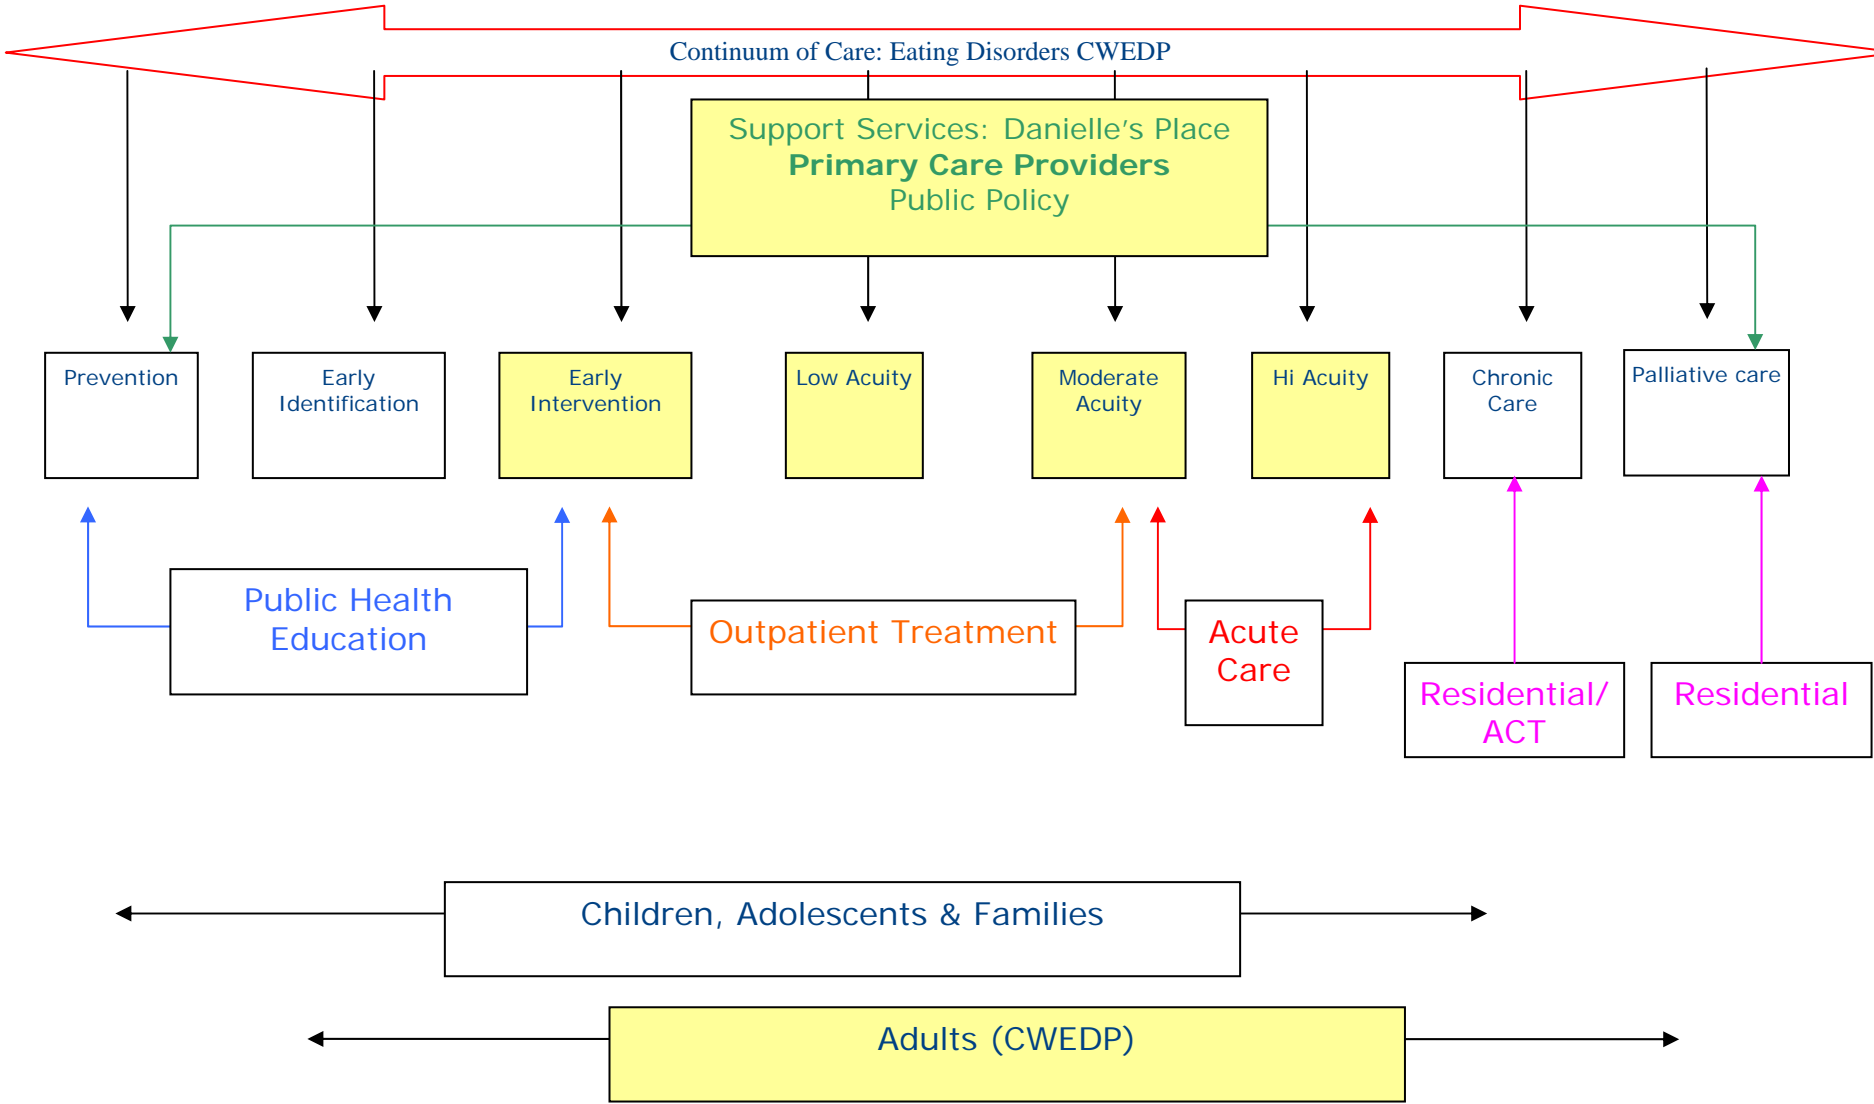 Continuum of Care: Eating Disorders CWEDP
Support Services: Danielle’s Place
Primary Care Providers
Public Policy
Prevention
Early
Identification
Early
Intervention
Low Acuity
Moderate
Acuity
Hi Acuity
Chronic
Care
Palliative care
Public Health
Education
Outpatient Treatment
Acute
Care
Residential/
ACT
Residential
Children, Adolescents & Families
Adults (CWEDP)